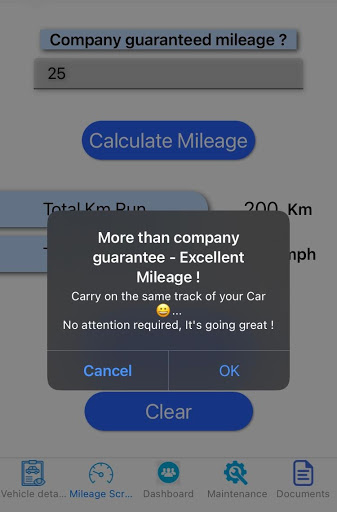 Company guaranteed mileage ?
25
Calculate Mileage
Total Km Run 200 Km
mph
More than company
guarantee - Excellent
Mileage !
Carry on the same track of your Car
😀...
No attention required, It's going great !
Cancel OK
Clear
Vehicle deta... Mileage Scr... Dashboard Maintenance Documents